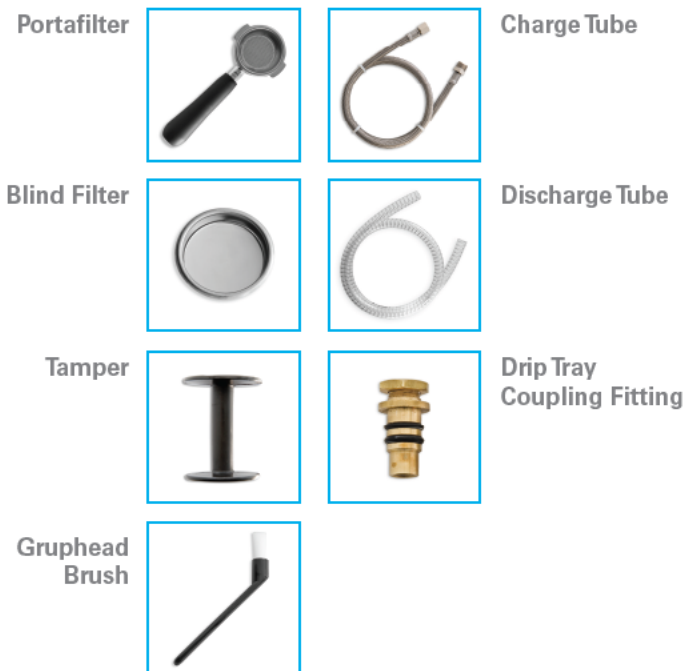 Portafilter
Charge Tube
Blind Filter
Discharge Tube
Tamper
Drip Tray
Coupling Fitting
Gruphead
Brush